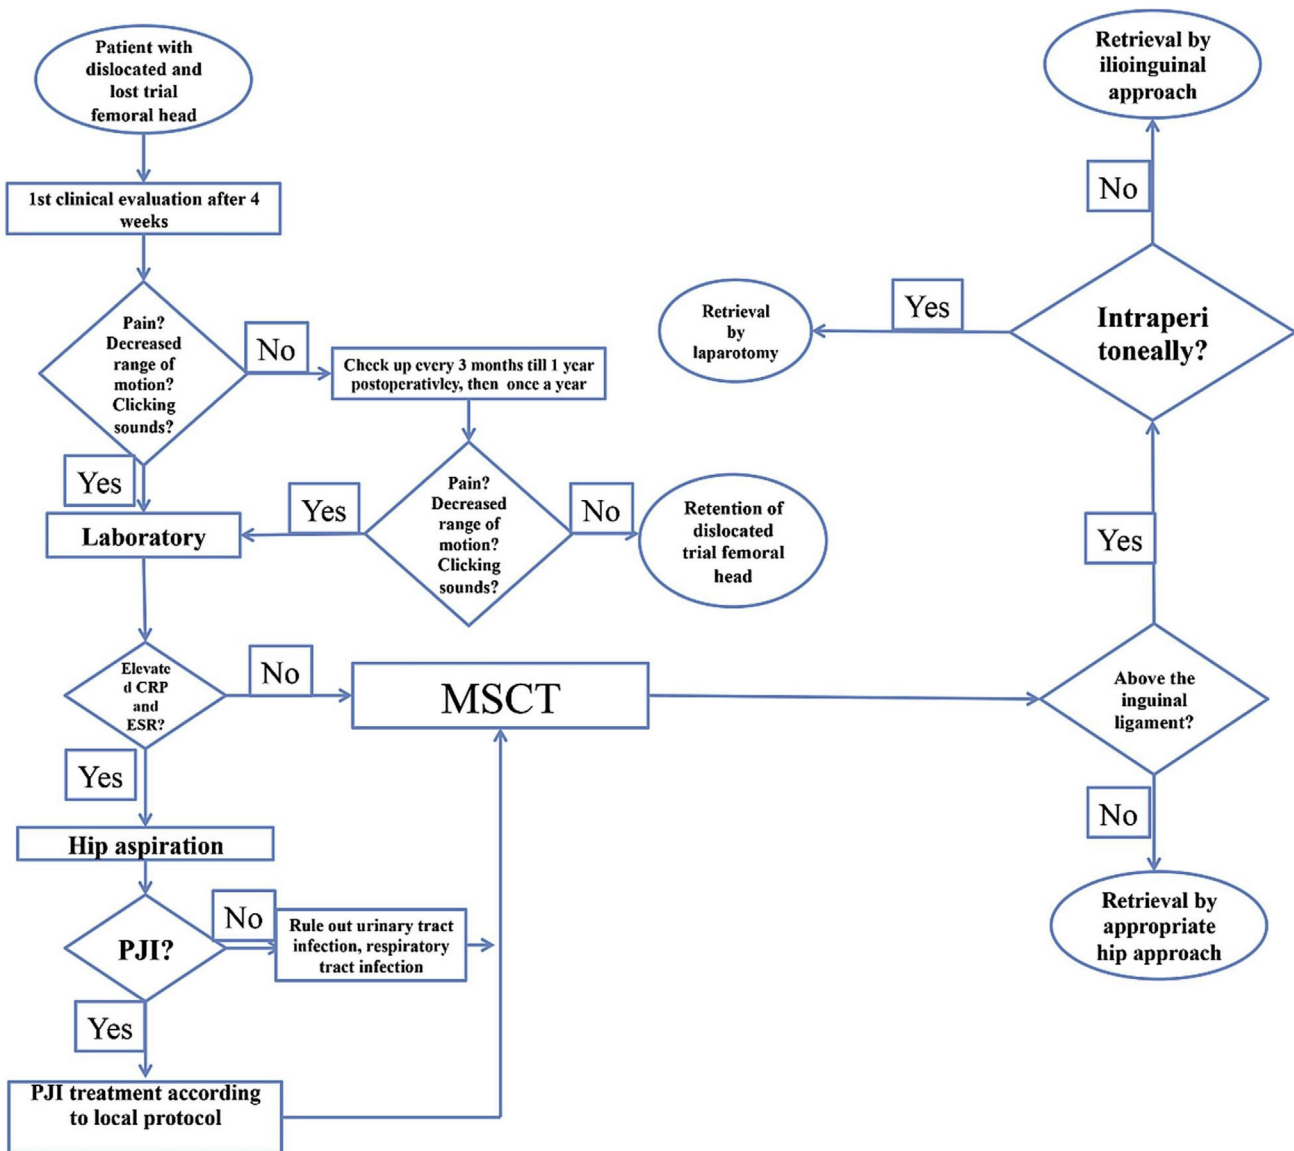 Patient with
dislocated and
lost trial
femoral head
1st clinical evaluation after 4
weeks
Pain?
Decreased
range of
motion?
Clicking
sounds?
No
Check up every 3 months till 1 year
postoperativley, then once a year
Yes
Laboratory
Pain?
Decreased
range of
motion?
Clicking
sounds?
Yes
No
Retention of
dislocated
trial femoral
head
Elevate
d CRP
and
ESR?
No
MSCT
Yes
Hip aspiration
PJI?
No
Rule out urinary tract
infection, respiratory
tract infection
Yes
PJI treatment according
to local protocol
Above the
inguinal
ligament?
No
Retrieval by
appropriate
hip approach
Yes
Intraperi
toneally?
Yes
Retrieval
by
laparotomy
No
Retrieval by
ilioinguinal
approach